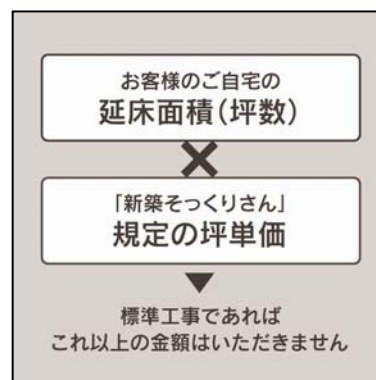 お客様のご自宅の
延床面積（坪数）
×
「新築そっくりさん」
規定の坪単価
▼
標準工事であれば
これ以上の金額はいただきません